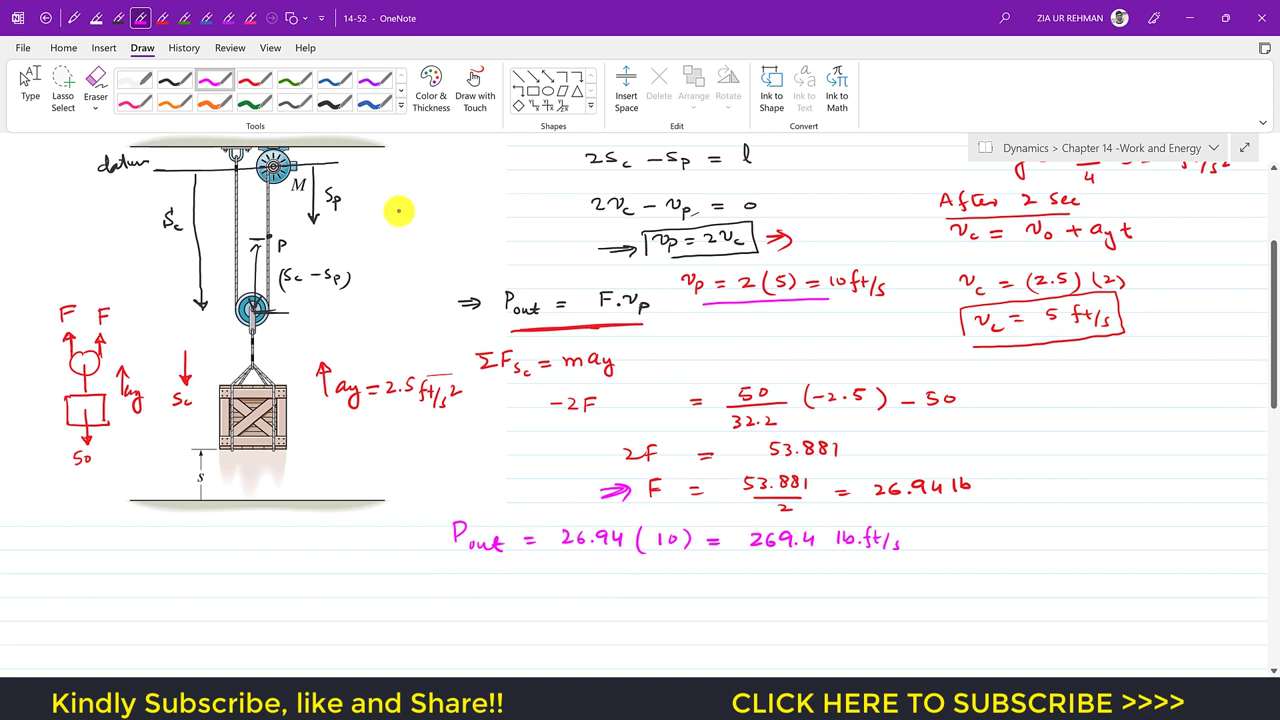 14-52 - OneNote
ZIA UR REHMAN
File Home Insert Draw History Review View Help
Type
Lasso Select
Eraser
Color & Thickness
Draw with Touch
Insert Space
Delete
Arrange
Rotate
Ink to Shape
Ink to Text
Ink to Math
Tools
Shapes
Edit
Convert
Dynamics > Chapter 14 -Work and Energy
datum
M
Sc
Sp
P
(Sc - Sp)
F F
ay
50
Sc
ay = 2.5 ft/s2
s
2Sc - Sp = l
2vc - vp = 0
⇒ vp = 2vc ⇒
vp = 2(5) = 10 ft/s
⇒ Pout = F.vp
ΣFSc = may
-2F = 50/32.2 (-2.5) - 50
2F = 53.881
⇒ F = 53.881/2 = 26.94 lb
Pout = 26.94 (10) = 269.4 lb.ft/s
After 2 sec
vc = v0 + ayt
vc = (2.5)(2)
vc = 5 ft/s
Kindly Subscribe, like and Share!!
CLICK HERE TO SUBSCRIBE >>>>